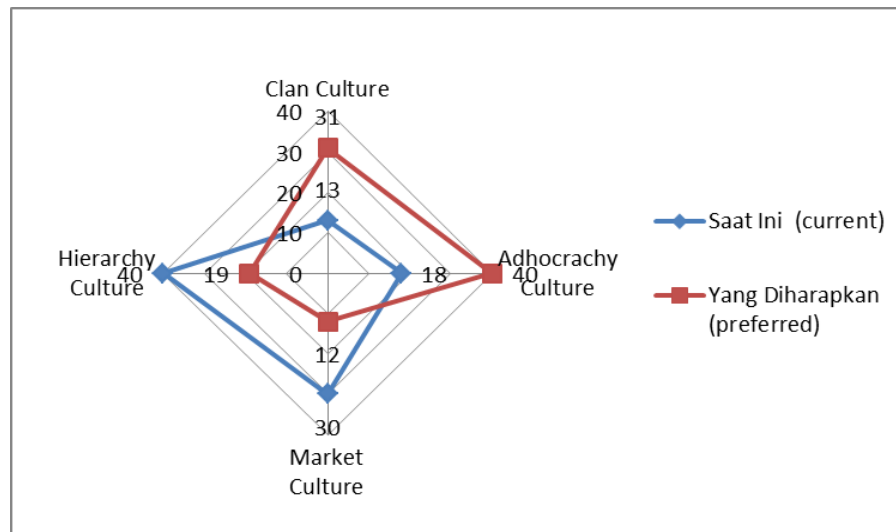 Clan Culture
40
31
30
20
13
10
0
Hierarchy
Culture
40
19
18
40
Adhocrachy
Culture
12
30
Market
Culture
Saat Ini (current)
Yang Diharapkan
(preferred)